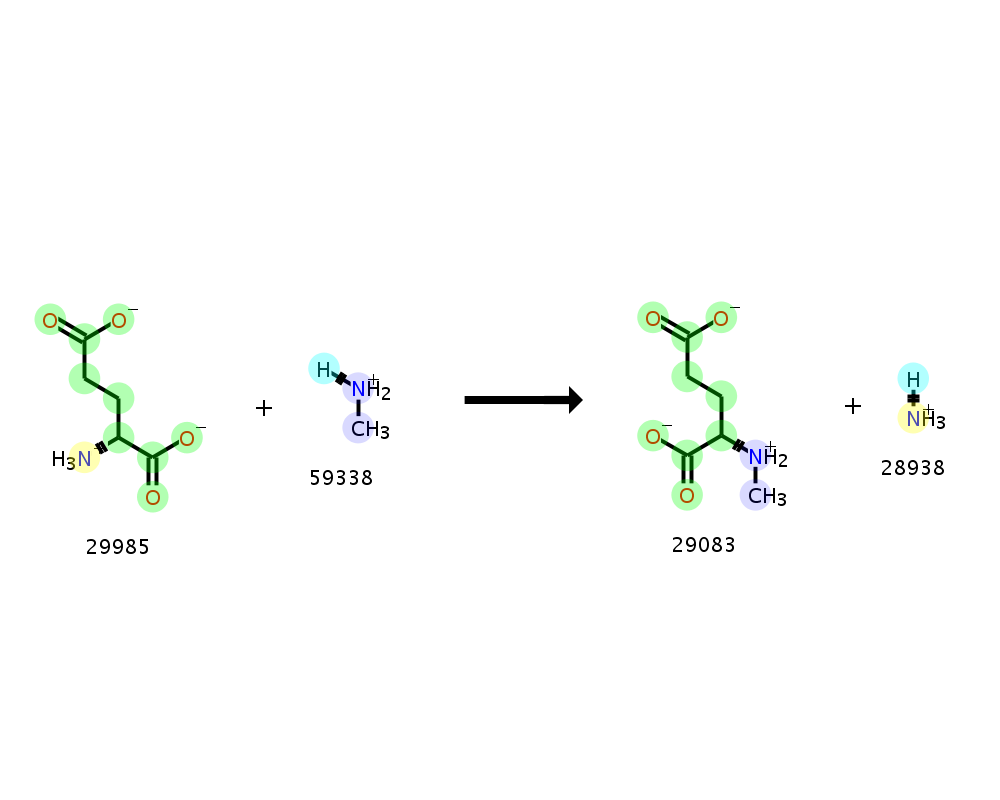 O O⁻
H₃N O⁻
O
29985
+
H NH₂⁺
CH₃
59338
O O⁻
O⁻ NH₂⁺
O CH₃
29083
+
H
NH₃⁺
28938